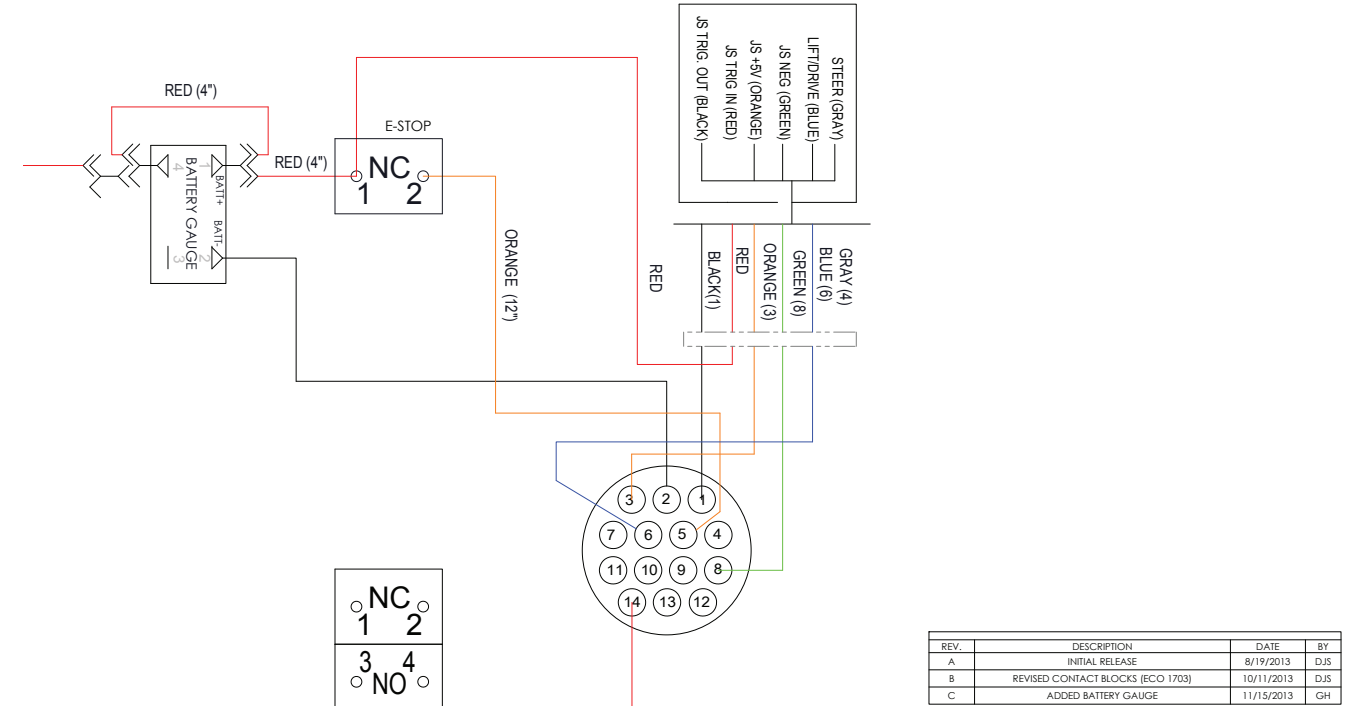 RED (4")
BATTERY GAUGE
1
4
BATT+
BATT-
2
3
RED (4")
E-STOP
NC
1 2
ORANGE (12")
RED
JS TRIG. OUT (BLACK)
JS TRIG IN (RED)
JS +5V (ORANGE)
JS NEG (GREEN)
LIFT/DRIVE (BLUE)
STEER (GRAY)
BLACK(1)
RED
ORANGE (3)
GREEN (8)
BLUE (6)
GRAY (4)
3 2 1
7 6 5 4
11 10 9 8
14 13 12
NC
1 2
3 4
NO
REV. DESCRIPTION DATE BY
A INITIAL RELEASE 8/19/2013 DJS
B REVISED CONTACT BLOCKS (ECO 1703) 10/11/2013 DJS
C ADDED BATTERY GAUGE 11/15/2013 GH